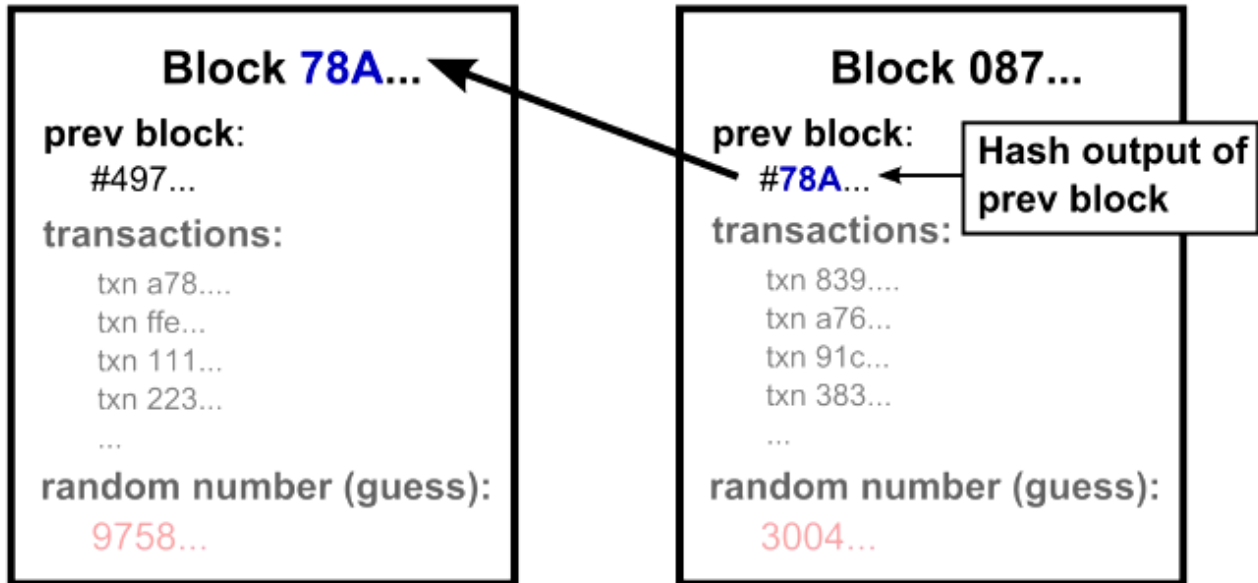 Block 78A...
prev block:
#497...
transactions:
txn a78....
txn ffe...
txn 111...
txn 223...
...
random number (guess):
9758...
Block 087...
prev block:
#78A...
Hash output of
prev block
transactions:
txn 839....
txn a76...
txn 91c...
txn 383...
...
random number (guess):
3004...